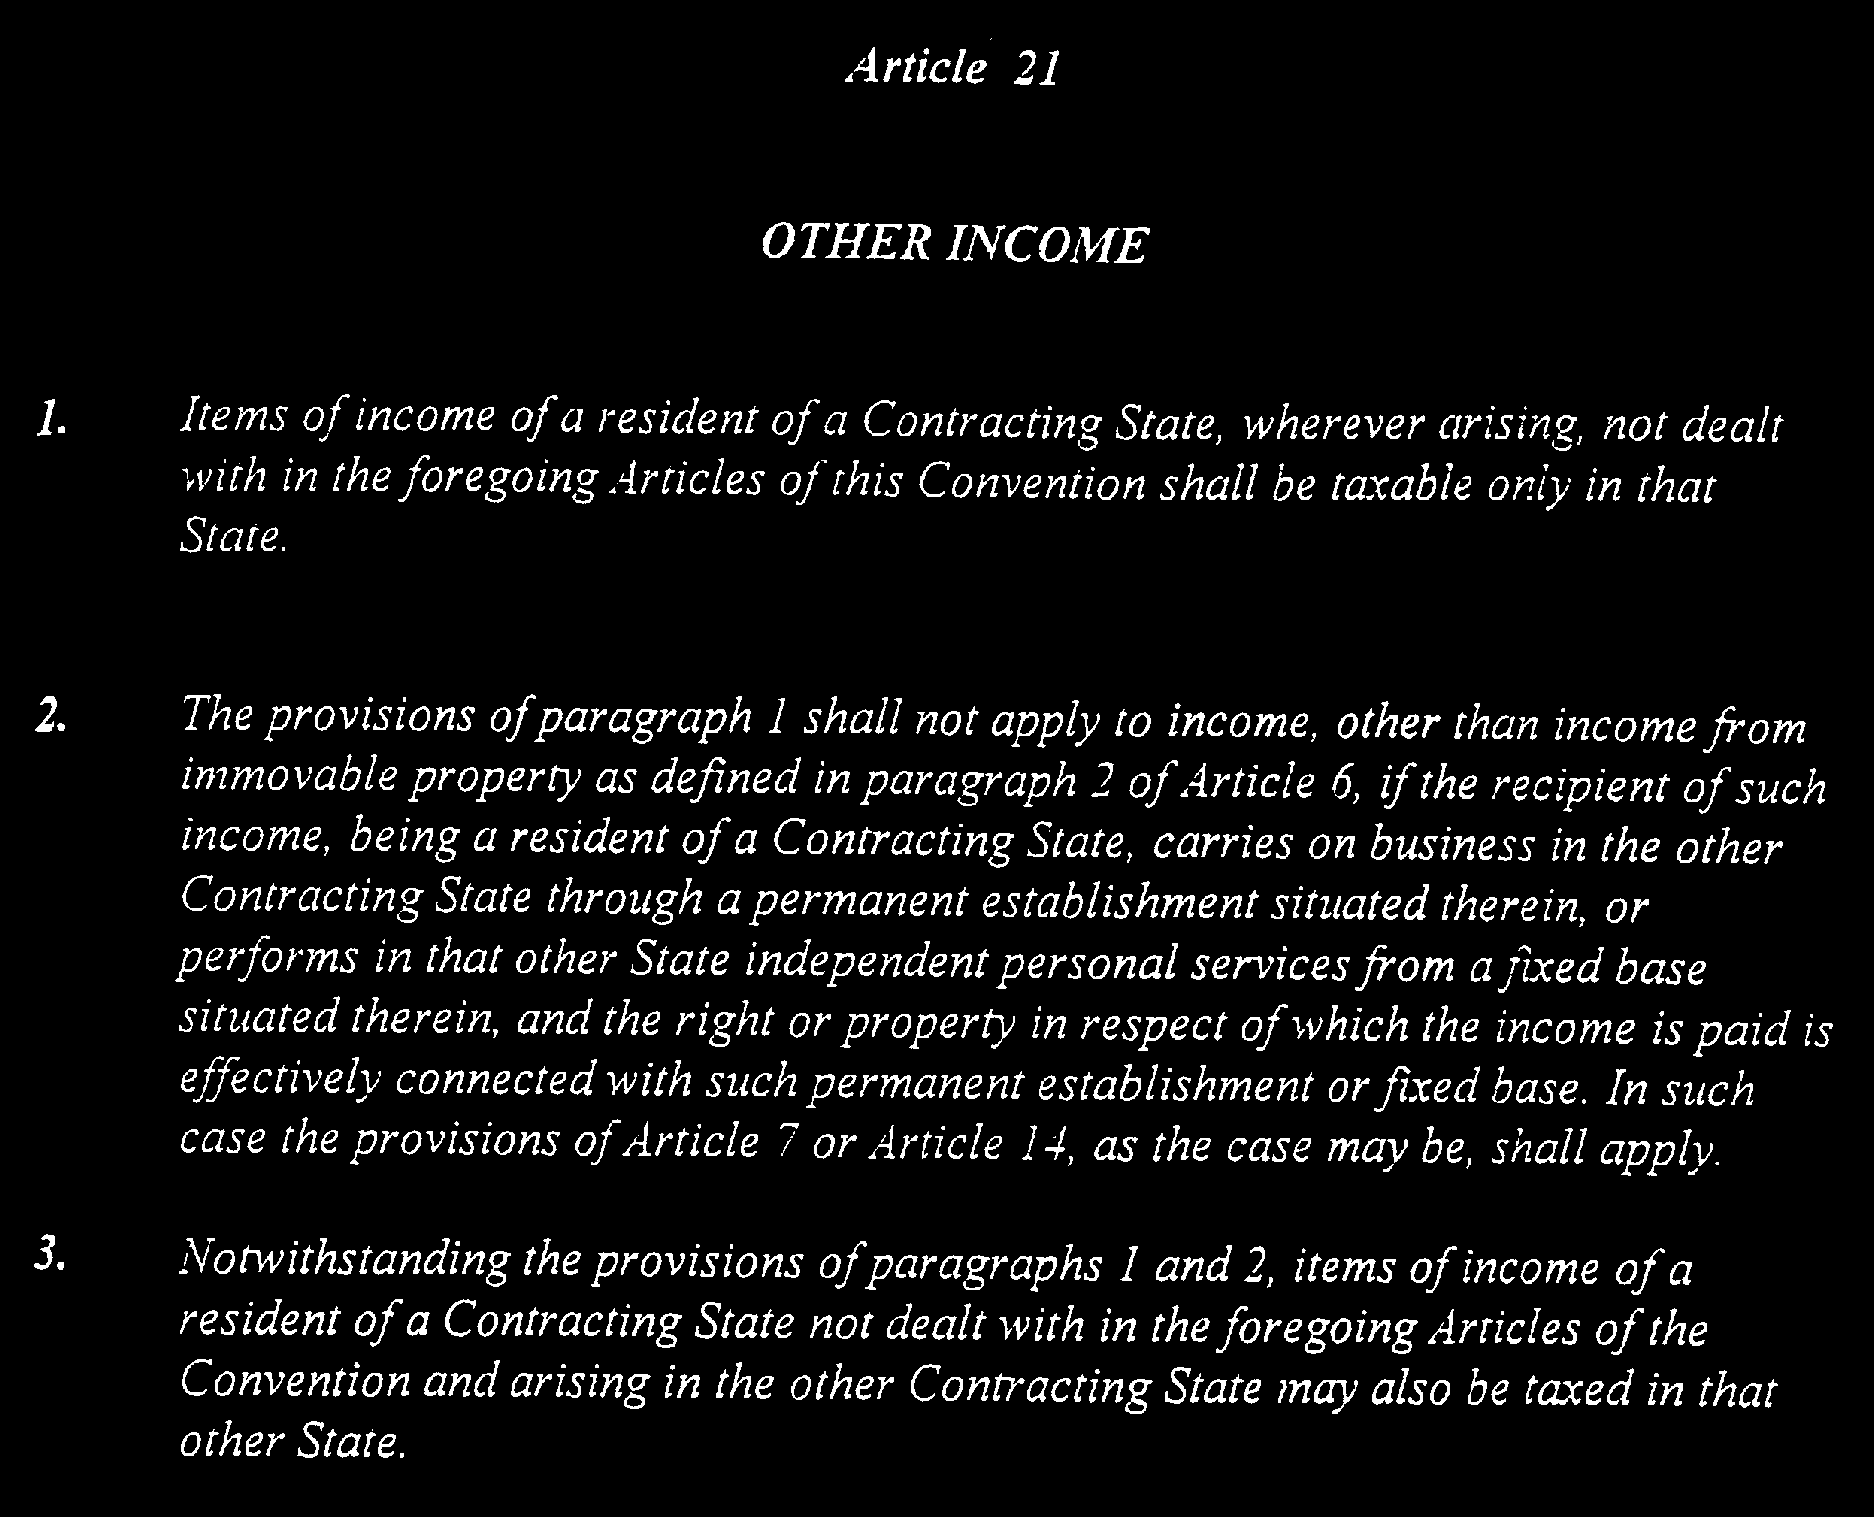 Article 21
OTHER INCOME
1. Items of income of a resident of a Contracting State, wherever arising, not dealt
with in the foregoing Articles of this Convention shall be taxable only in that
State.
2. The provisions of paragraph 1 shall not apply to income, other than income from
immovable property as defined in paragraph 2 of Article 6, if the recipient of such
income, being a resident of a Contracting State, carries on business in the other
Contracting State through a permanent establishment situated therein, or
performs in that other State independent personal services from a fixed base
situated therein, and the right or property in respect of which the income is paid is
effectively connected with such permanent establishment or fixed base. In such
case the provisions of Article 7 or Article 14, as the case may be, shall apply.
3. Notwithstanding the provisions of paragraphs 1 and 2, items of income of a
resident of a Contracting State not dealt with in the foregoing Articles of the
Convention and arising in the other Contracting State may also be taxed in that
other State.